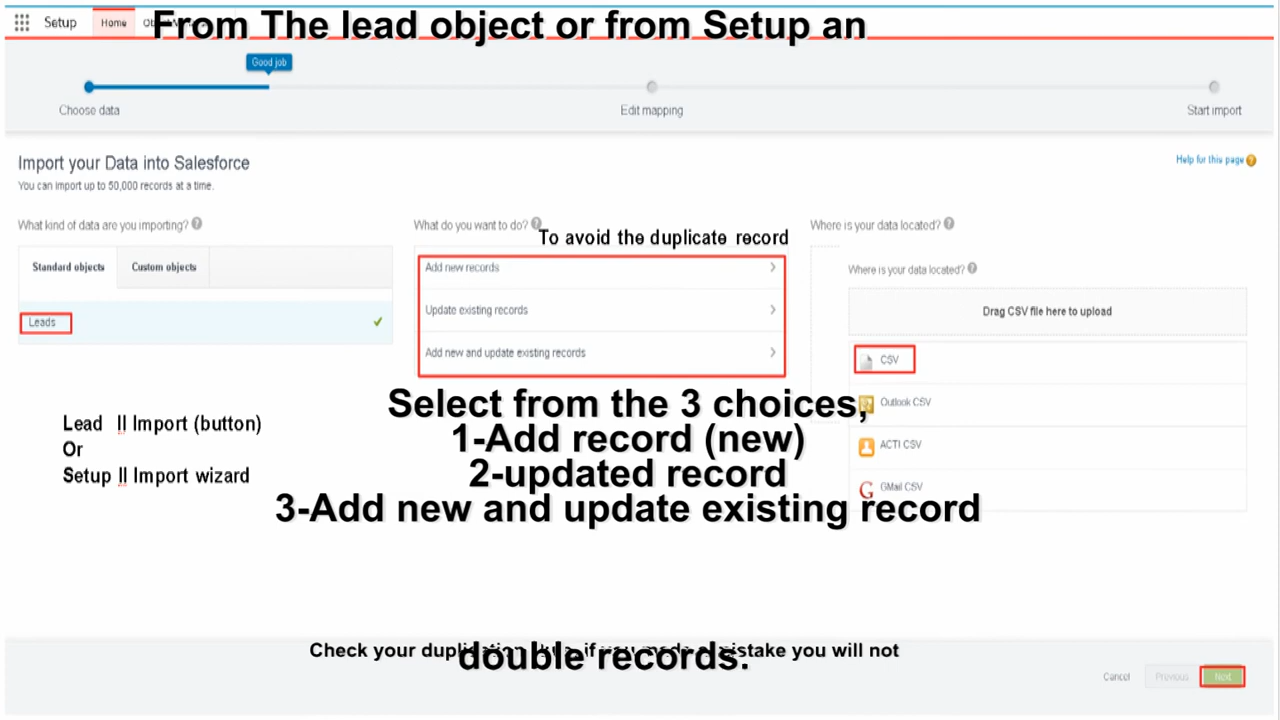 Setup Home
From The lead object or from Setup an
Good job
Choose data Edit mapping Start import
Import your Data into Salesforce
Help for this page
You can import up to 50,000 records at a time.
What kind of data are you importing? What do you want to do? Where is your data located?
To avoid the duplicate record
Standard objects Custom objects
Add new records
Where is your data located?
Leads
Update existing records
Drag CSV file here to upload
Add new and update existing records
CSV
Select from the 3 choices,
Outlook CSV
Lead || Import (button)
1-Add record (new)
ACT! CSV
Or
Setup || Import wizard
2-updated record
GMail CSV
3-Add new and update existing record
Check your if you will not
double records.
Cancel Previous Next